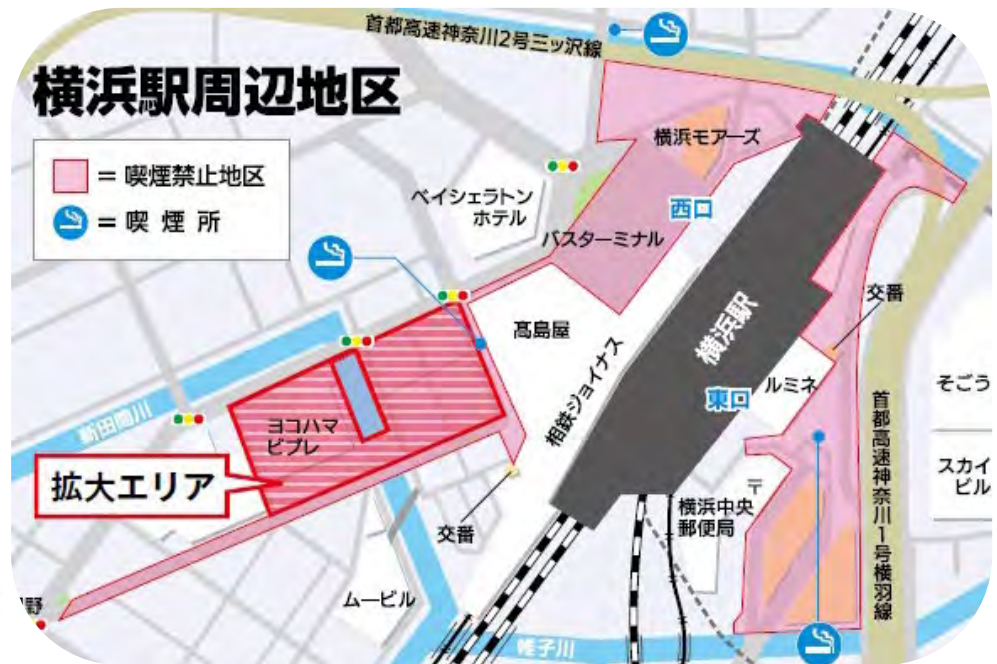 首都高速神奈川2号三ッ沢線
横浜駅周辺地区
= 喫煙禁止地区
= 喫 煙 所
横浜モアーズ
ベイシェラトン
ホテル
西口
バスターミナル
髙島屋
横浜駅
交番
相鉄ジョイナス
東口
ルミネ
そごう
新田間川
ヨコハマ
ビブレ
首都高速神奈川1号横羽線
拡大エリア
スカイ
ビル
〒
横浜中央
郵便局
交番
ムービル
野
帷子川